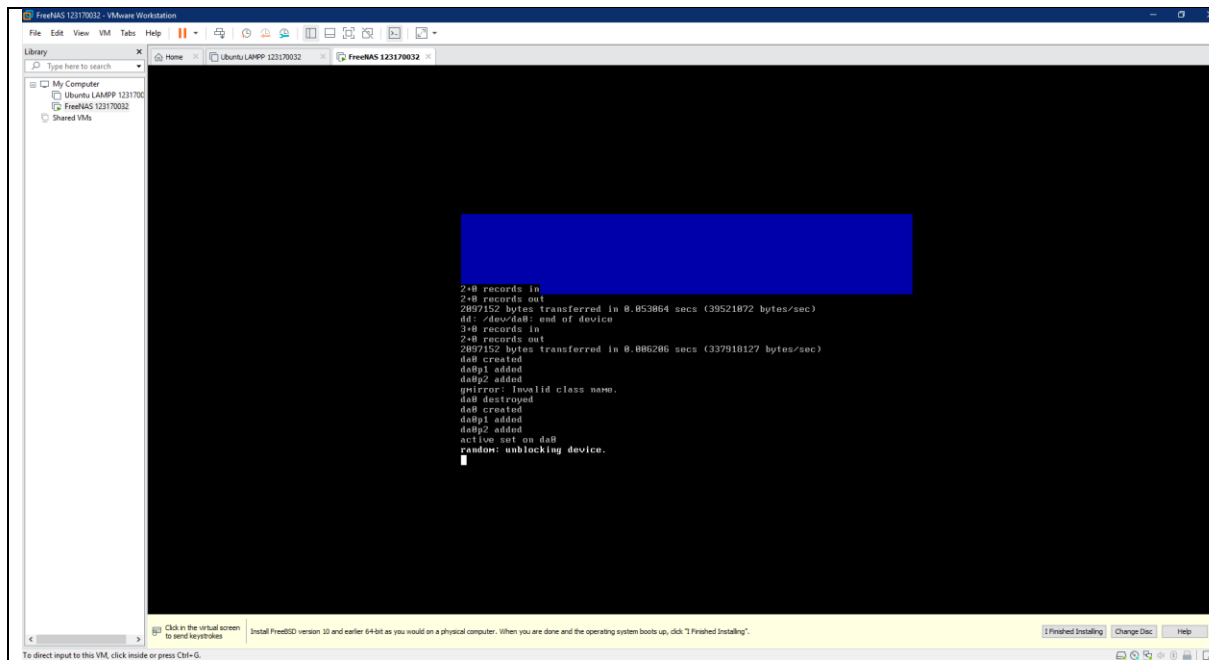 FreeNAS 123170032 - VMware Workstation
File Edit View VM Tabs Help
Library
Type here to search
My Computer
Ubuntu LAMPP 1231700
FreeNAS 123170032
Shared VMs
Home
Ubuntu LAMPP 123170032
FreeNAS 123170032
2+0 records in
2+0 records out
2097152 bytes transferred in 0.053064 secs (39521072 bytes/sec)
dd: /dev/da0: end of device
3+0 records in
2+0 records out
2097152 bytes transferred in 0.006206 secs (337918127 bytes/sec)
da0 created
da0p1 added
da0p2 added
gmirror: Invalid class name.
da0 destroyed
da0 created
da0p1 added
da0p2 added
active set on da0
random: unblocking device.
Click in the virtual screen
to send keystrokes
Install FreeBSD version 10 and earlier 64-bit as you would on a physical computer. When you are done and the operating system boots up, click "I Finished Installing".
I Finished Installing
Change Disc
Help
To direct input to this VM, click inside or press Ctrl+G.